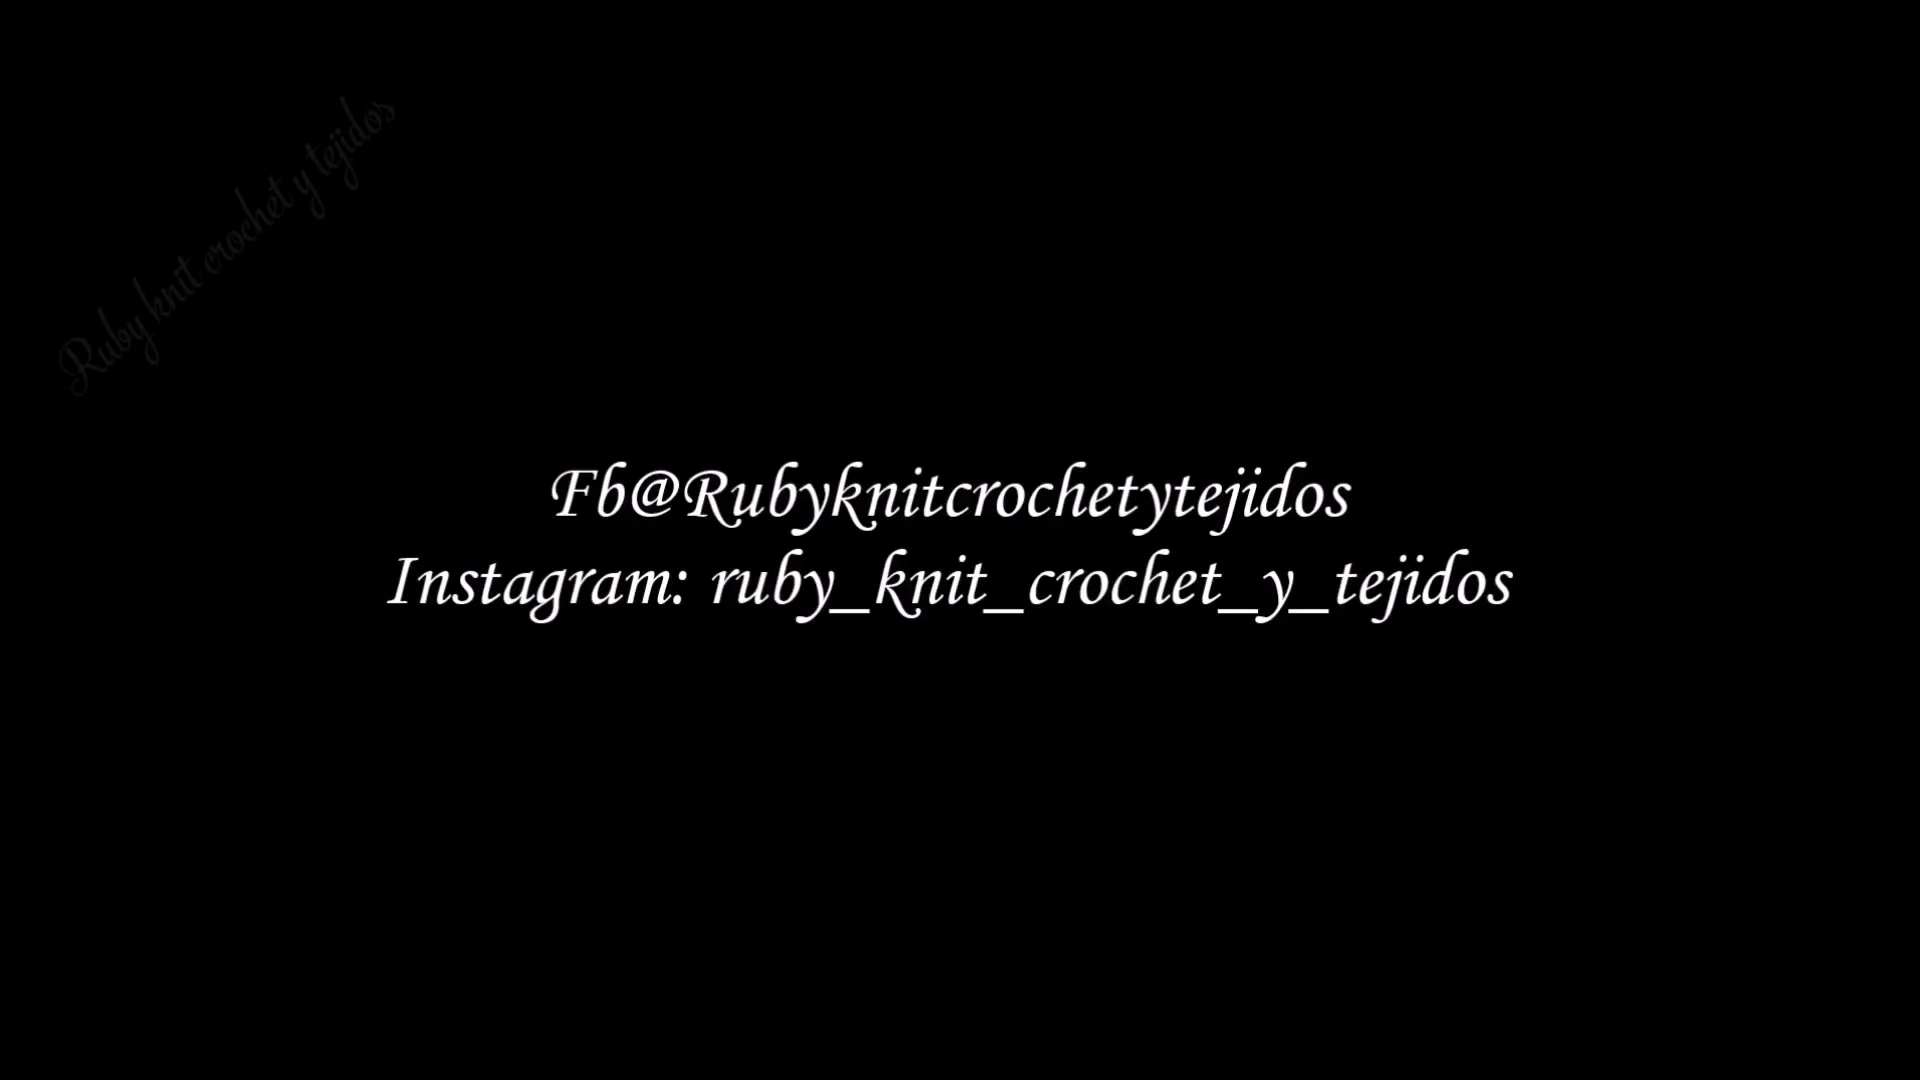 Ruby knit crochet y tejidos
Fb@Rubyknitcrochetytejidos
Instagram: ruby_knit_crochet_y_tejidos